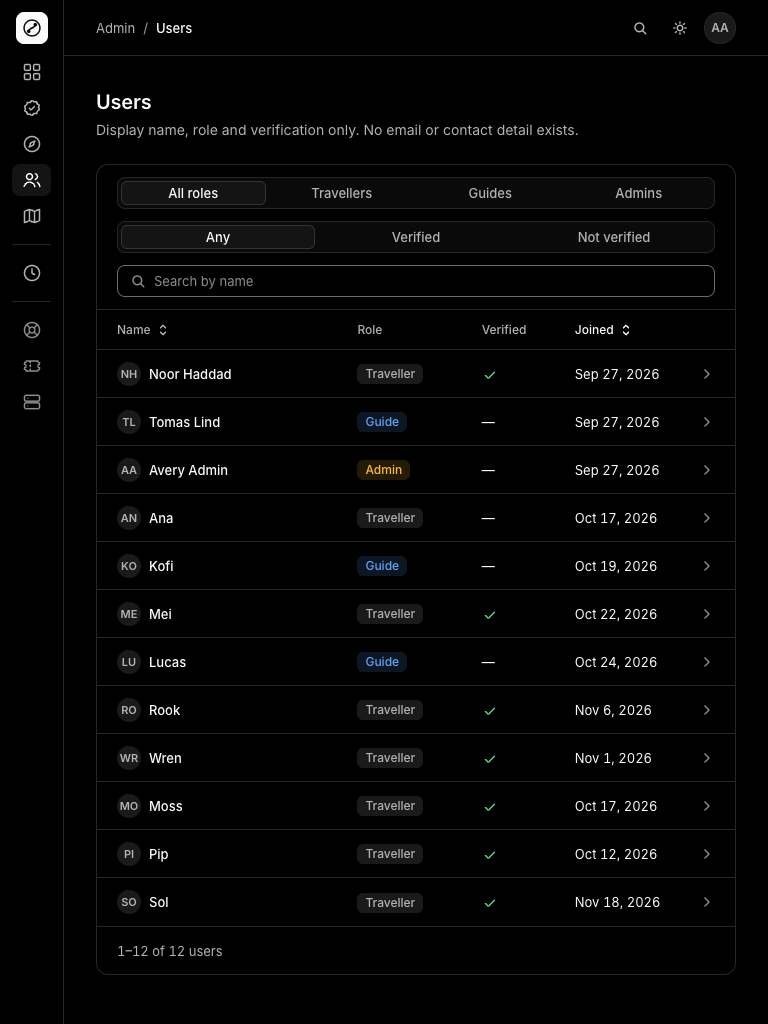 Admin / Users
AA
Users
Display name, role and verification only. No email or contact detail exists.
All roles Travellers Guides Admins
Any Verified Not verified
Search by name
Name Role Verified Joined
NH Noor Haddad Traveller Sep 27, 2026
TL Tomas Lind Guide — Sep 27, 2026
AA Avery Admin Admin — Sep 27, 2026
AN Ana Traveller — Oct 17, 2026
KO Kofi Guide — Oct 19, 2026
ME Mei Traveller Oct 22, 2026
LU Lucas Guide — Oct 24, 2026
RO Rook Traveller Nov 6, 2026
WR Wren Traveller Nov 1, 2026
MO Moss Traveller Oct 17, 2026
PI Pip Traveller Oct 12, 2026
SO Sol Traveller Nov 18, 2026
1–12 of 12 users